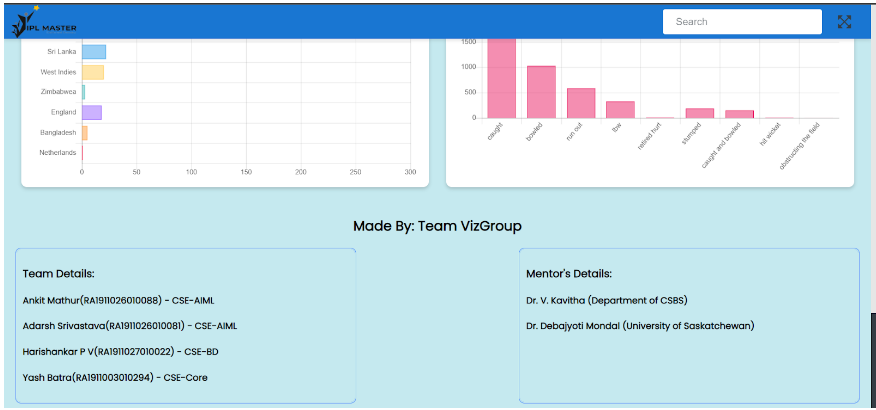 IPL MASTER
Search
Sri Lanka
West Indies
Zimbabwea
England
Bangladesh
Netherlands
0 50 100 150 200 250 300
1500
1000
500
0
caught
bowled
run out
lbw
retired hurt
stumped
caught and bowled
hit wicket
obstructing the field
Made By: Team VizGroup
Team Details:
Ankit Mathur(RA1911026010088) - CSE-AIML
Adarsh Srivastava(RA1911026010081) - CSE-AIML
Harishankar P V(RA1911027010022) - CSE-BD
Yash Batra(RA1911003010294) - CSE-Core
Mentor's Details:
Dr. V. Kavitha (Department of CSBS)
Dr. Debajyoti Mondal (University of Saskatchewan)